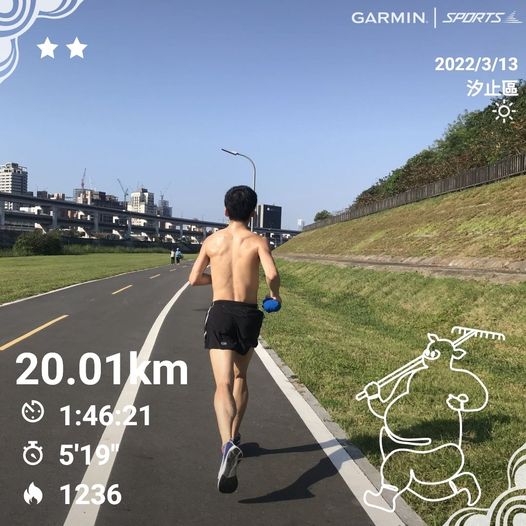 GARMIN. | SPORTS
2022/3/13
汐止區
20.01km
1:46:21
5'19"
1236